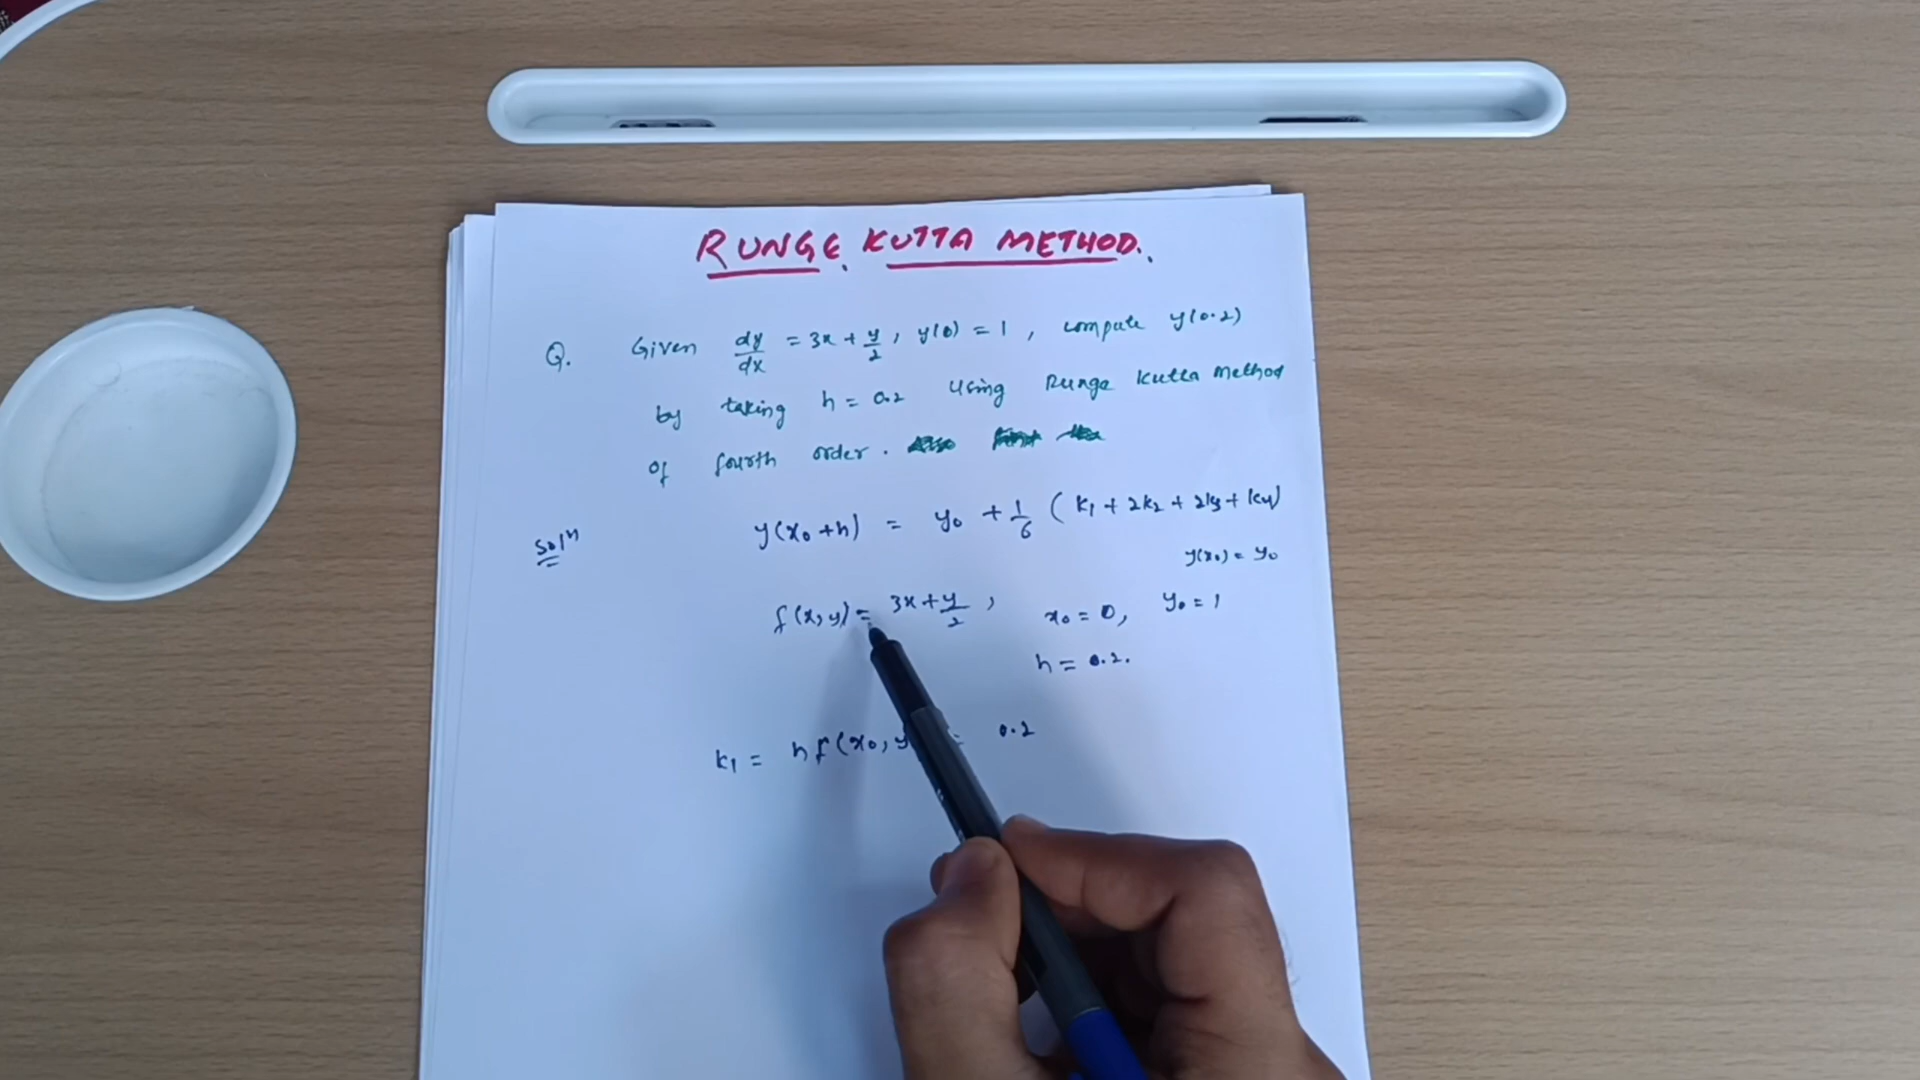 RUNGE KUTTA METHOD.
Q. Given dy/dx = 3x + y/2, y(0) = 1, compute y(0.2)
by taking h = 0.2 using Runge Kutta Method
of fourth order.
Solⁿ y(x₀+h) = y₀ + 1/6 (k₁ + 2k₂ + 2k₃ + k₄)
y(x₀) = y₀
f(x,y) = 3x + y/2, x₀ = 0, y₀ = 1
h = 0.2.
k₁ = hf(x₀, y = 0.2